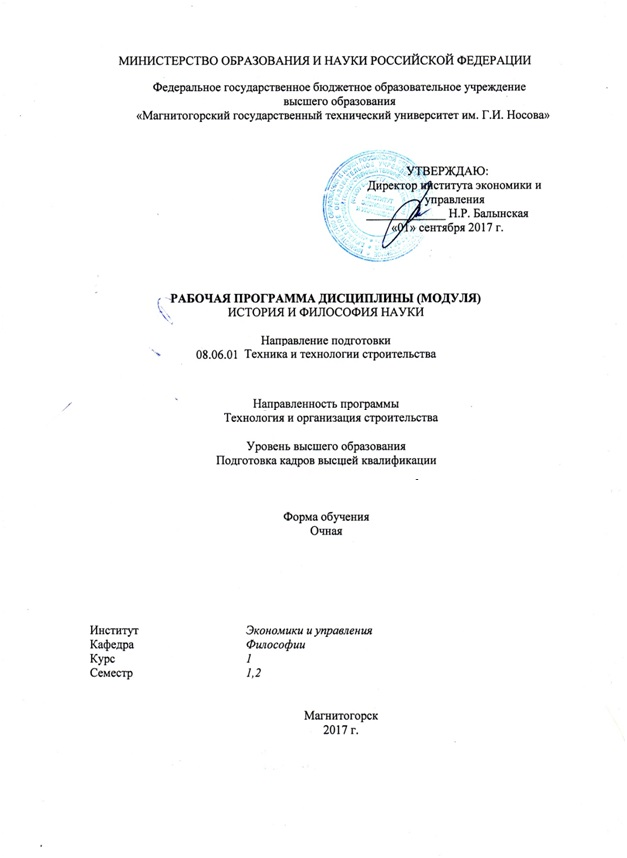 МИНИСТЕРСТВО ОБРАЗОВАНИЯ И НАУКИ РОССИЙСКОЙ ФЕДЕРАЦИИ
Федеральное государственное бюджетное образовательное учреждение
высшего образования
«Магнитогорский государственный технический университет им. Г.И. Носова»
УТВЕРЖДАЮ:
Директор института экономики и
управления
Н.Р. Балынская
«01» сентября 2017 г.
РАБОЧАЯ ПРОГРАММА ДИСЦИПЛИНЫ (МОДУЛЯ)
ИСТОРИЯ И ФИЛОСОФИЯ НАУКИ
Направление подготовки
08.06.01 Техника и технологии строительства
Направленность программы
Технология и организация строительства
Уровень высшего образования
Подготовка кадров высшей квалификации
Форма обучения
Очная
Институт Экономики и управления
Кафедра Философии
Курс 1
Семестр 1,2
Магнитогорск
2017 г.